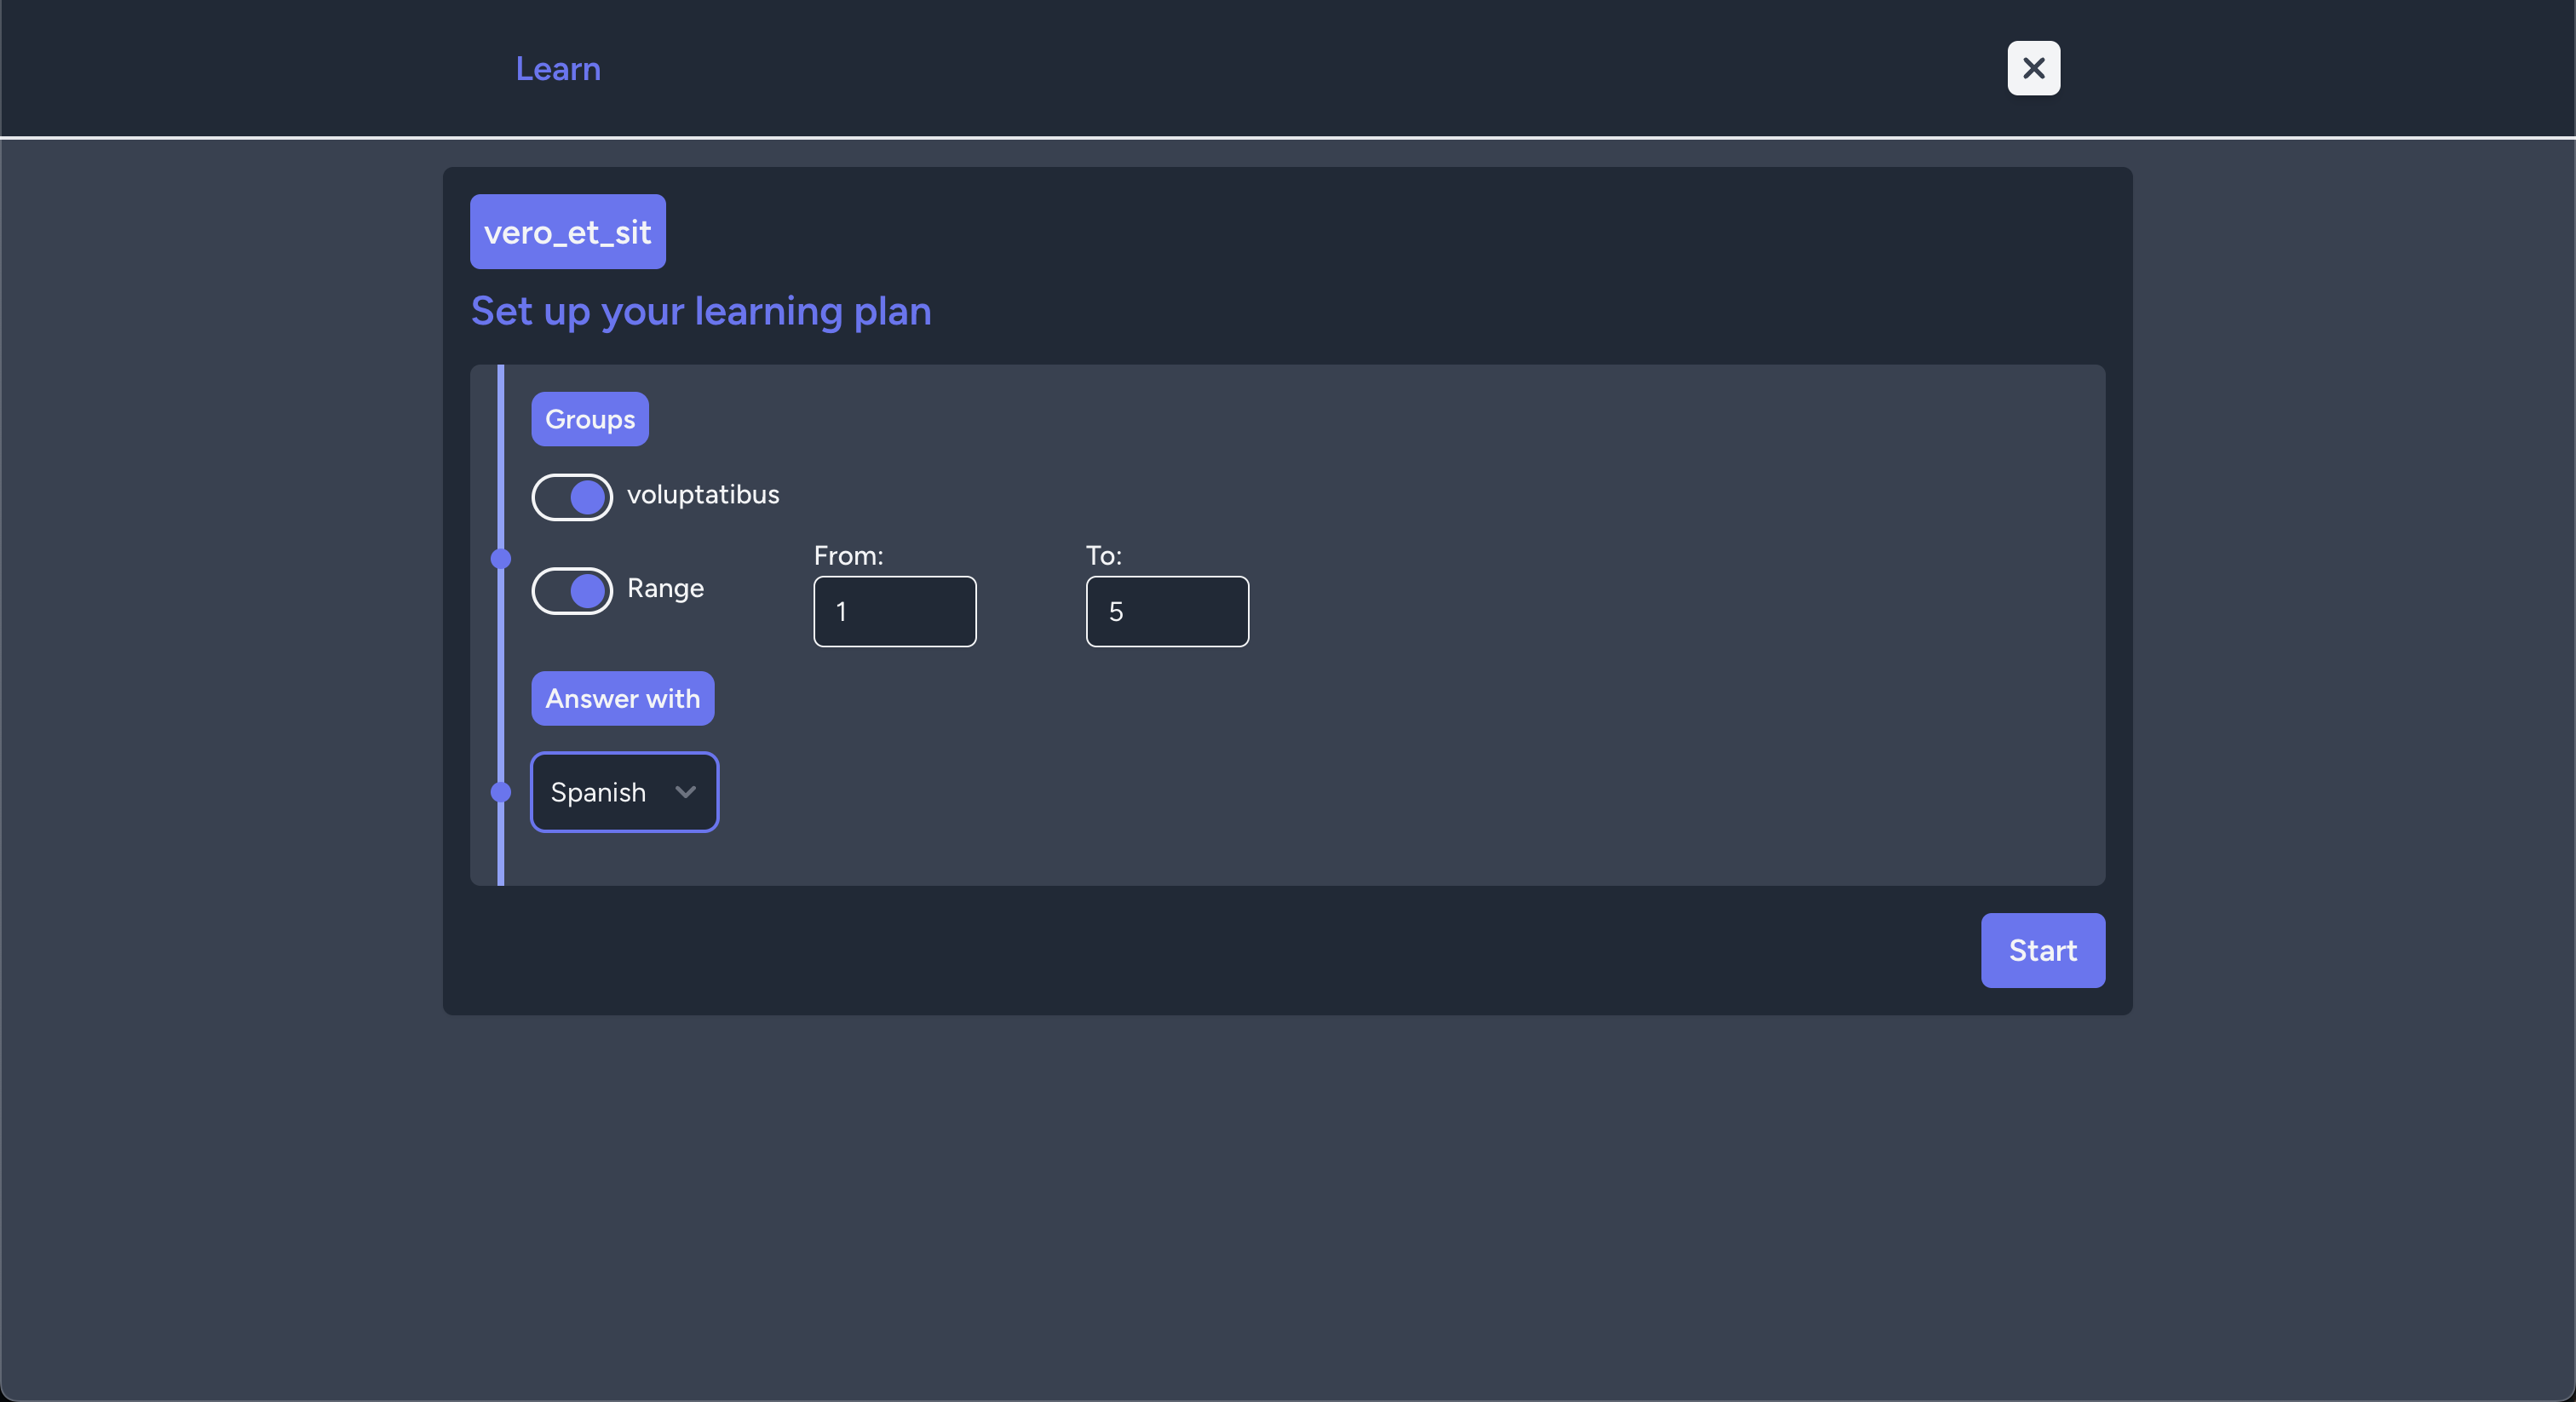 Learn
vero_et_sit
Set up your learning plan
Groups
voluptatibus
Range
From:
1
To:
5
Answer with
Spanish
Start